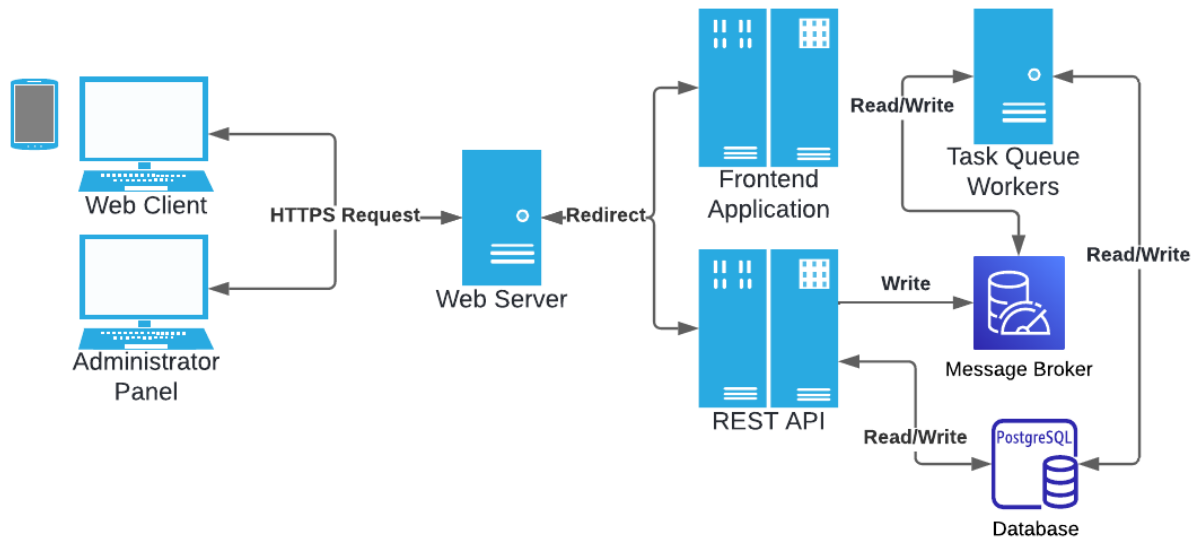 Web Client
Administrator
Panel
HTTPS Request
Web Server
Redirect
Frontend
Application
REST API
Read/Write
Task Queue
Workers
Write
Read/Write
Message Broker
Read/Write
PostgreSQL
Database